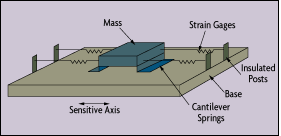 Mass
Strain Gages
Insulated
Posts
Base
Cantilever
Springs
Sensitive Axis